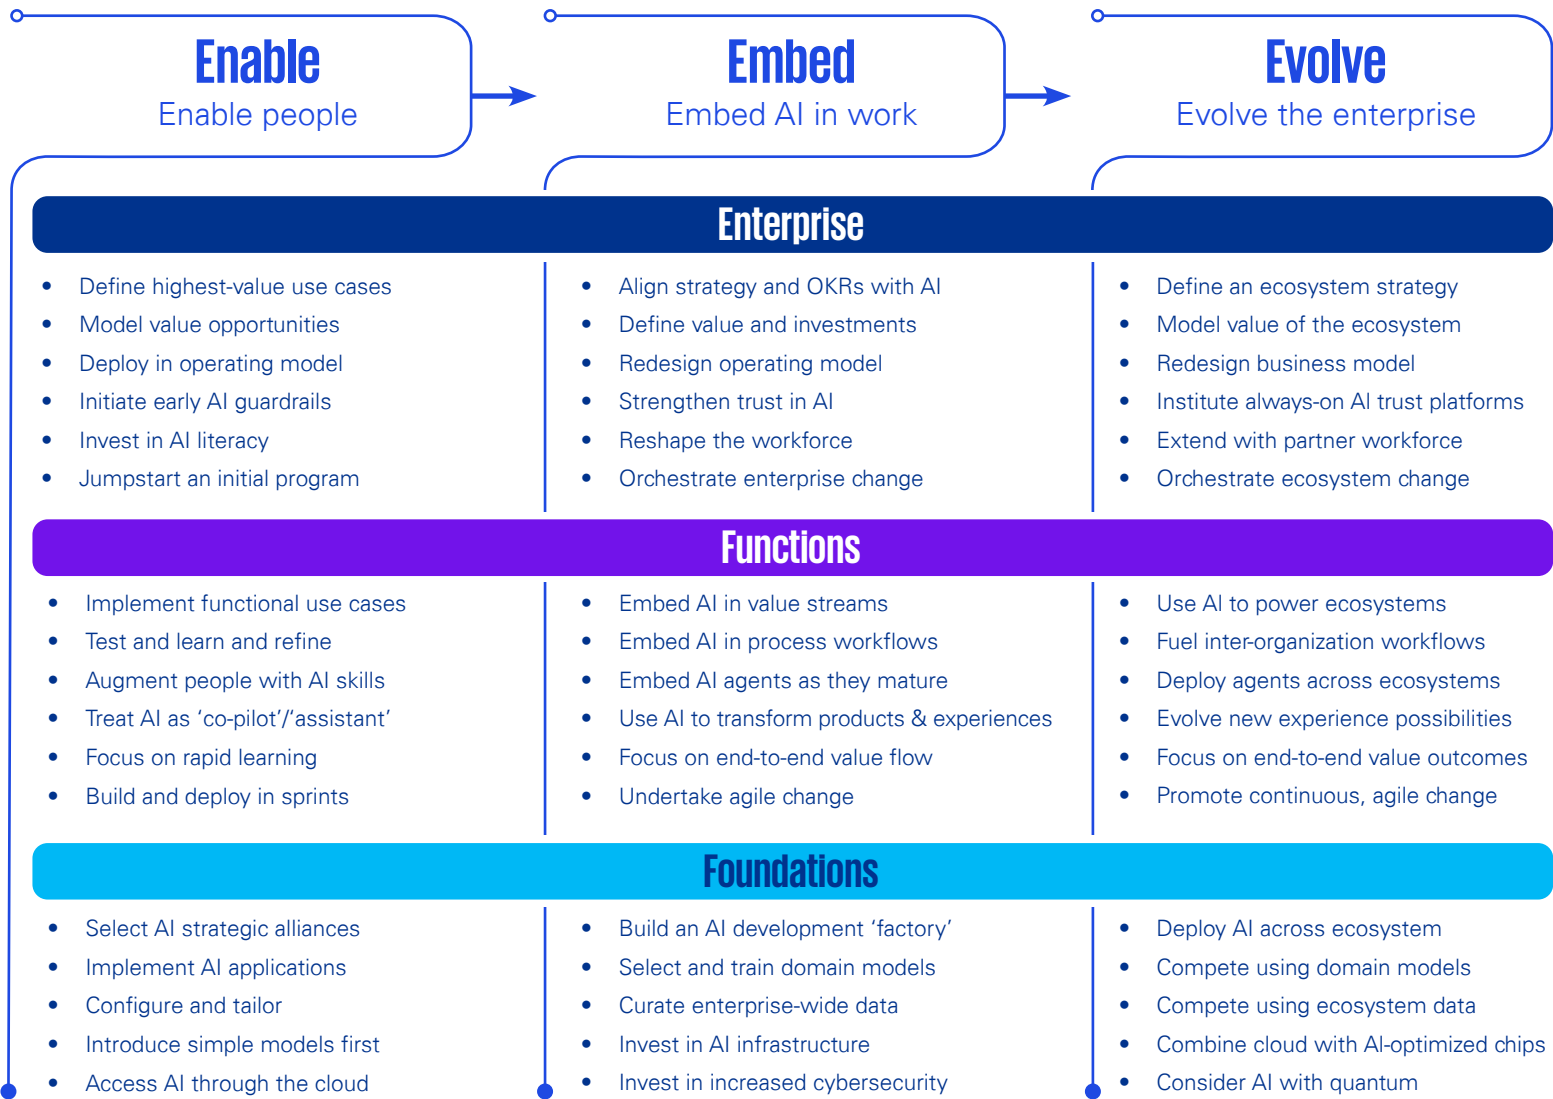 Enable
Enable people
Embed
Embed AI in work
Evolve
Evolve the enterprise
Enterprise
• Define highest-value use cases
• Model value opportunities
• Deploy in operating model
• Initiate early AI guardrails
• Invest in AI literacy
• Jumpstart an initial program
• Align strategy and OKRs with AI
• Define value and investments
• Redesign operating model
• Strengthen trust in AI
• Reshape the workforce
• Orchestrate enterprise change
• Define an ecosystem strategy
• Model value of the ecosystem
• Redesign business model
• Institute always-on AI trust platforms
• Extend with partner workforce
• Orchestrate ecosystem change
Functions
• Implement functional use cases
• Test and learn and refine
• Augment people with AI skills
• Treat AI as ‘co-pilot’/‘assistant’
• Focus on rapid learning
• Build and deploy in sprints
• Embed AI in value streams
• Embed AI in process workflows
• Embed AI agents as they mature
• Use AI to transform products & experiences
• Focus on end-to-end value flow
• Undertake agile change
• Use AI to power ecosystems
• Fuel inter-organization workflows
• Deploy agents across ecosystems
• Evolve new experience possibilities
• Focus on end-to-end value outcomes
• Promote continuous, agile change
Foundations
• Select AI strategic alliances
• Implement AI applications
• Configure and tailor
• Introduce simple models first
• Access AI through the cloud
• Build an AI development ‘factory’
• Select and train domain models
• Curate enterprise-wide data
• Invest in AI infrastructure
• Invest in increased cybersecurity
• Deploy AI across ecosystem
• Compete using domain models
• Compete using ecosystem data
• Combine cloud with AI-optimized chips
• Consider AI with quantum